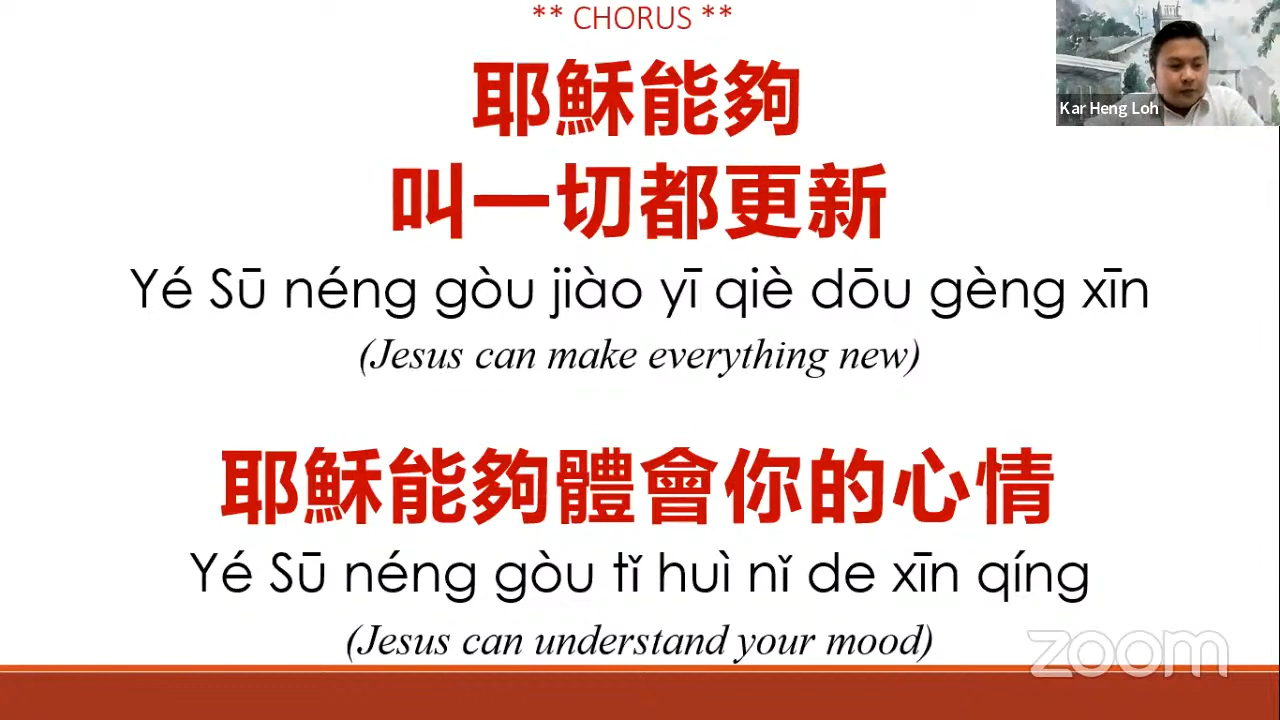 ** CHORUS **
耶穌能夠
叫一切都更新
Yé Sū néng gòu jiào yī qiè dōu gèng xīn
(Jesus can make everything new)
耶穌能夠體會你的心情
Yé Sū néng gòu tǐ huì nǐ de xīn qíng
(Jesus can understand your mood)
Kar Heng Loh
zoom